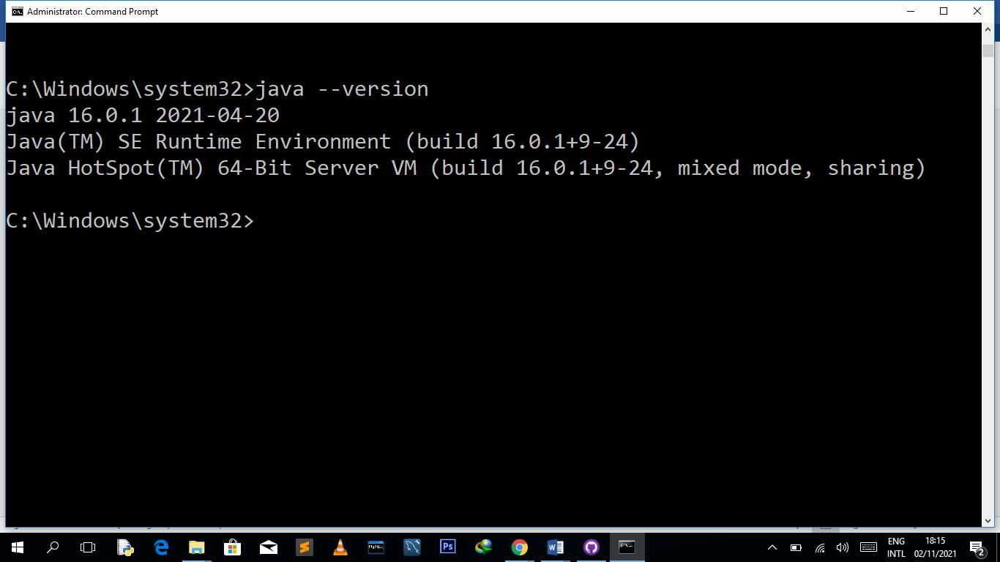 Administrator: Command Prompt
C:\Windows\system32>java --version
java 16.0.1 2021-04-20
Java(TM) SE Runtime Environment (build 16.0.1+9-24)
Java HotSpot(TM) 64-Bit Server VM (build 16.0.1+9-24, mixed mode, sharing)
C:\Windows\system32>
ENG
INTL
18:15
02/11/2021
2
Ps